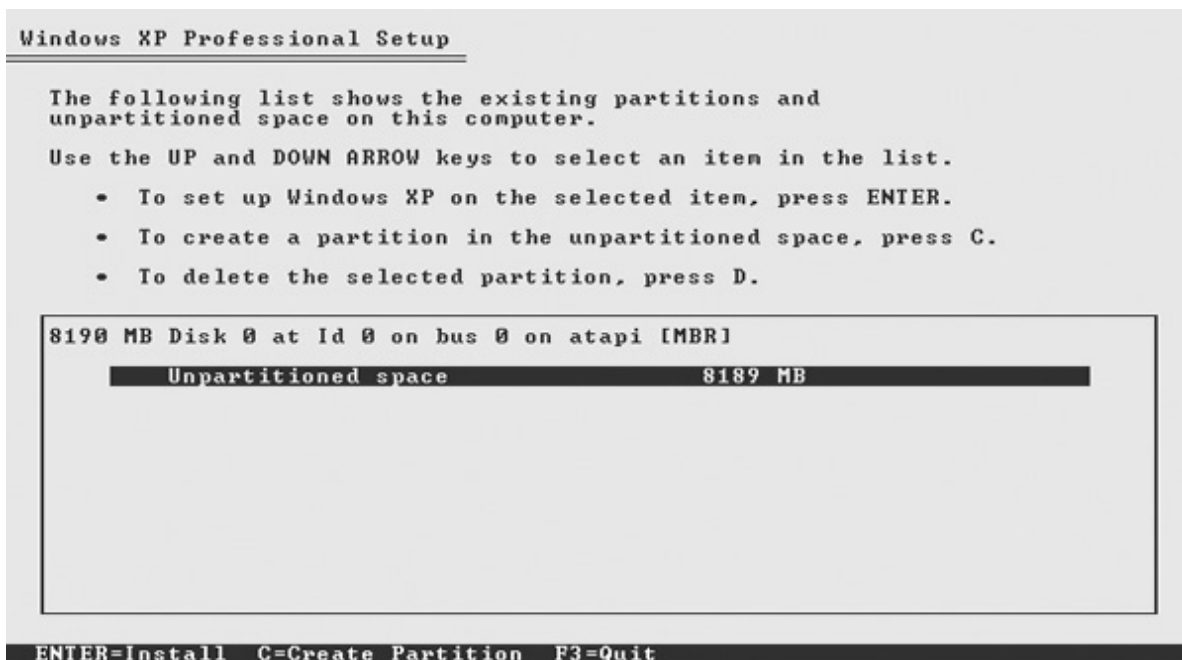 Windows XP Professional Setup
The following list shows the existing partitions and
unpartitioned space on this computer.
Use the UP and DOWN ARROW keys to select an item in the list.
• To set up Windows XP on the selected item, press ENTER.
• To create a partition in the unpartitioned space, press C.
• To delete the selected partition, press D.
8190 MB Disk 0 at Id 0 on bus 0 on atapi [MBR]
Unpartitioned space 8189 MB
ENTER=Install C=Create Partition F3=Quit